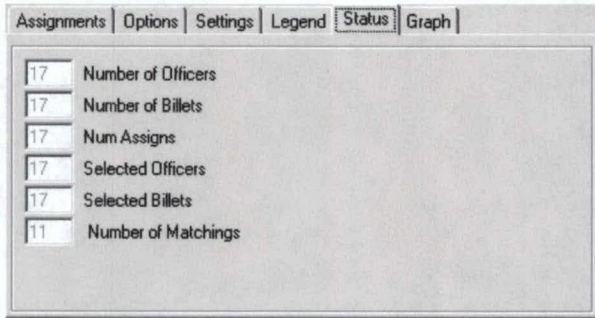 Assignments Options Settings Legend Status Graph
17 Number of Officers
17 Number of Billets
17 Num Assigns
17 Selected Officers
17 Selected Billets
11 Number of Matchings